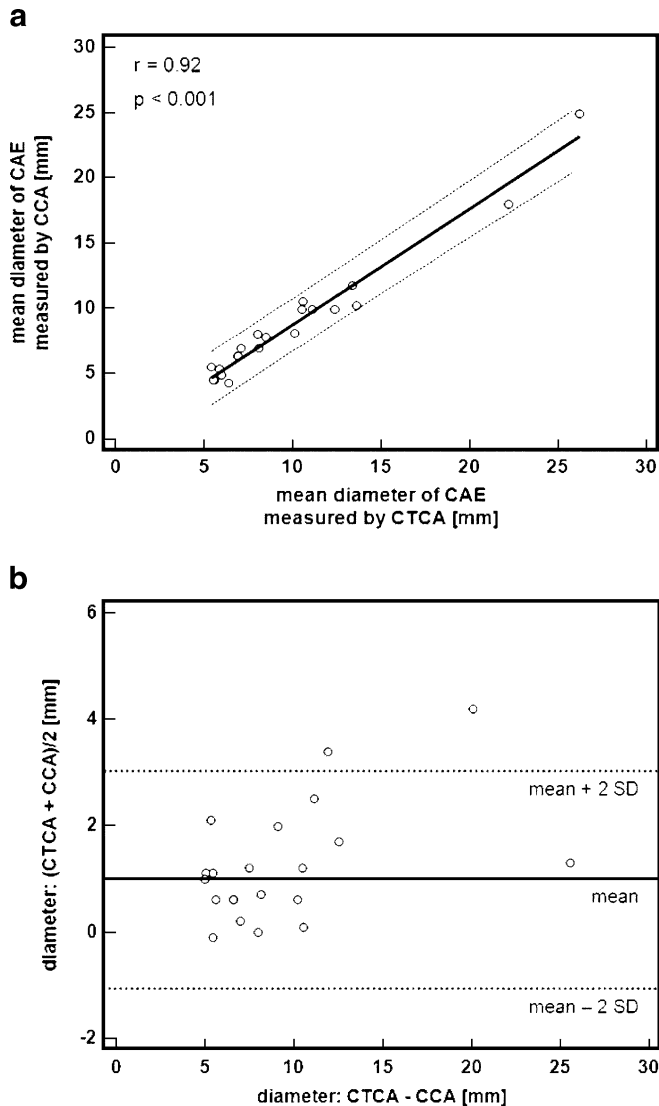 a
30
25
20
15
10
5
0
r = 0.92
p < 0.001
mean diameter of CAE
measured by CCA [mm]
0 5 10 15 20 25 30
mean diameter of CAE
measured by CTCA [mm]
b
6
4
2
0
-2
diameter: (CTCA + CCA)/2 [mm]
mean + 2 SD
mean
mean – 2 SD
0 5 10 15 20 25 30
diameter: CTCA - CCA [mm]